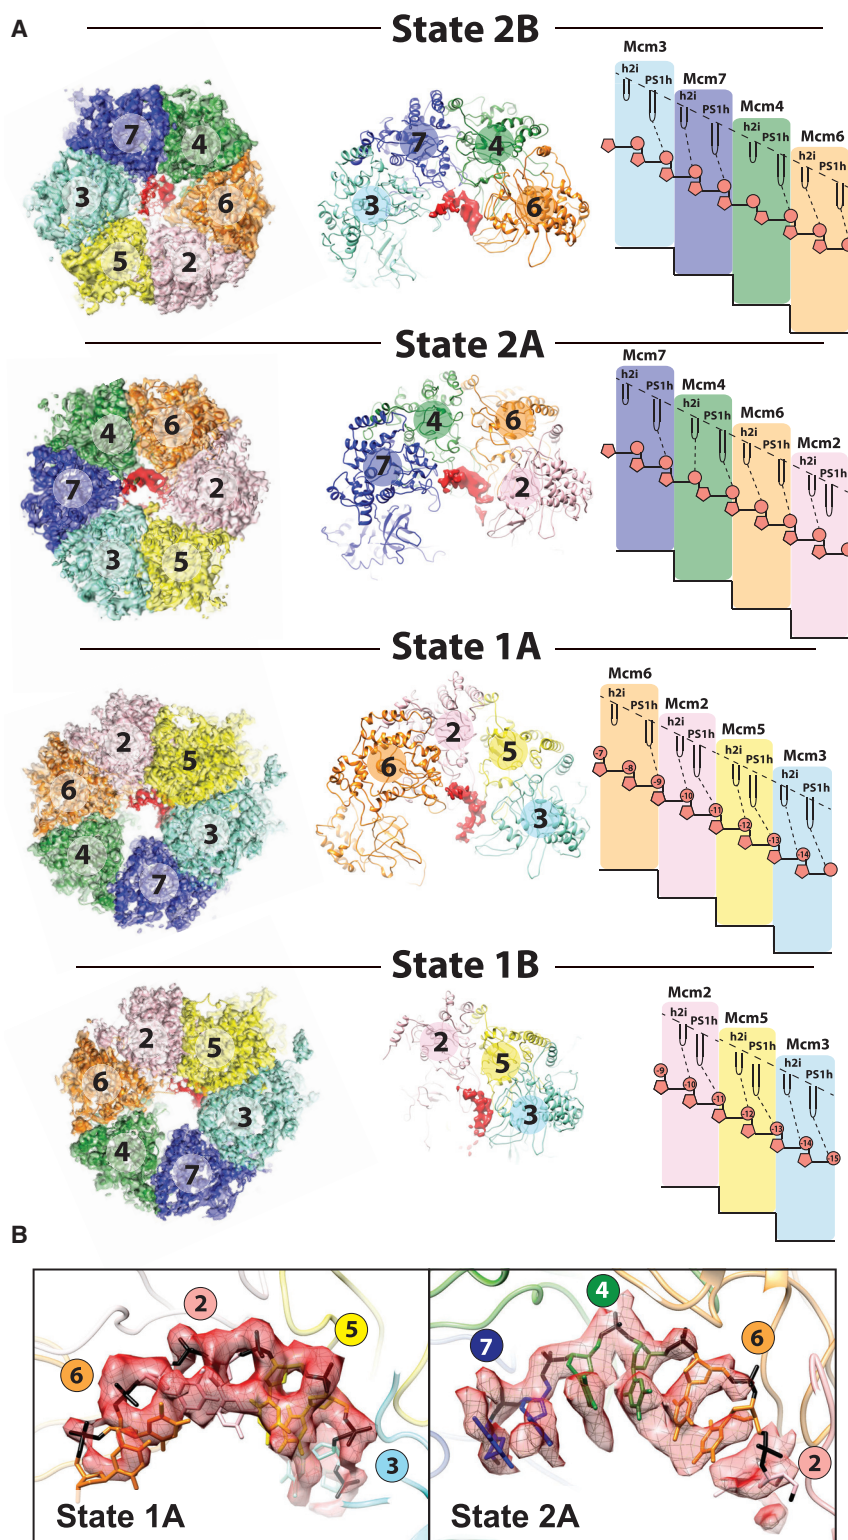 A
State 2B
7
4
3
6
5
2
7
4
3
6
Mcm3
h2i
PS1h
Mcm7
h2i
PS1h
Mcm4
h2i
PS1h
Mcm6
h2i
PS1h
State 2A
4
6
7
2
3
5
4
6
7
2
Mcm7
h2i
PS1h
Mcm4
h2i
PS1h
Mcm6
h2i
PS1h
Mcm2
h2i
PS1h
State 1A
2
5
6
3
4
7
2
5
6
3
Mcm6
h2i
PS1h
Mcm2
h2i
PS1h
Mcm5
h2i
PS1h
Mcm3
h2i
PS1h
-7
-8
-9
-10
-11
-12
-13
-14
State 1B
2
5
6
3
4
7
2
5
3
Mcm2
h2i
PS1h
Mcm5
h2i
PS1h
Mcm3
h2i
PS1h
-9
-10
-11
-12
-13
-14
-15
B
2
5
6
3
State 1A
4
7
6
2
State 2A